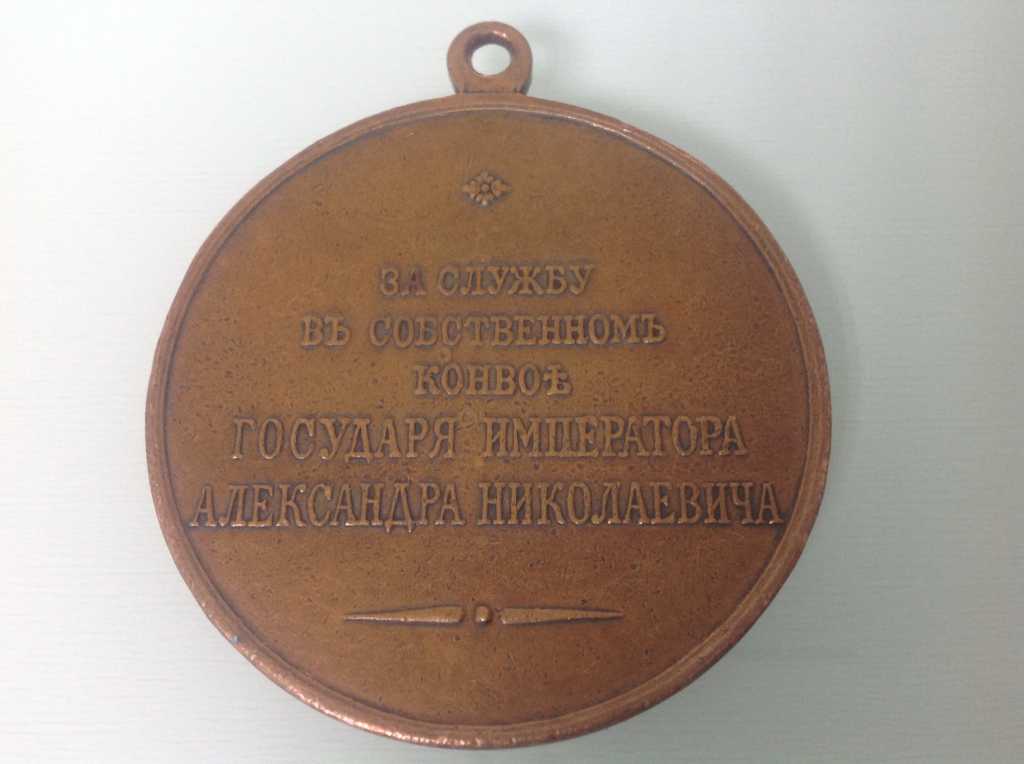 ЗА СЛУЖБУ
ВЪ СОБСТВЕННОМЪ
КОНВОѢ
ГОСУДАРЯ ИМПЕРАТОРА
АЛЕКСАНДРА НИКОЛАЕВИЧА